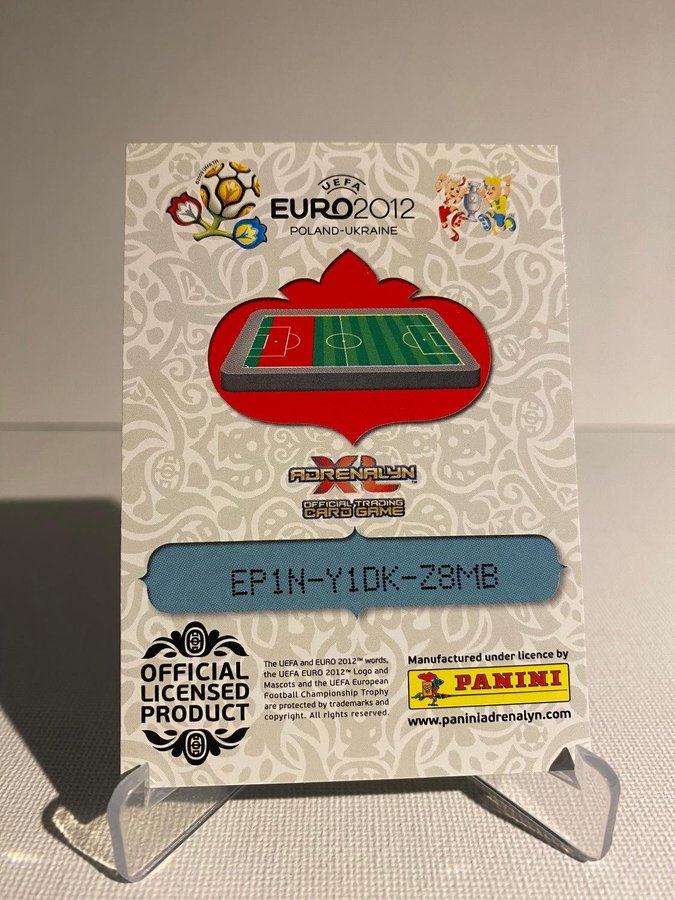 UEFA
EURO2012
POLAND-UKRAINE
ADRENALYN
XL
OFFICIAL TRADING
CARD GAME
EP1N-Y1DK-Z8MB
OFFICIAL
LICENSED
PRODUCT
The UEFA and EURO 2012™ words,
the UEFA EURO 2012™ Logo and
Mascots and the UEFA European
Football Championship Trophy
are protected by trademarks and
copyright. All rights reserved.
Manufactured under licence by
PANINI
www.paniniadrenalyn.com